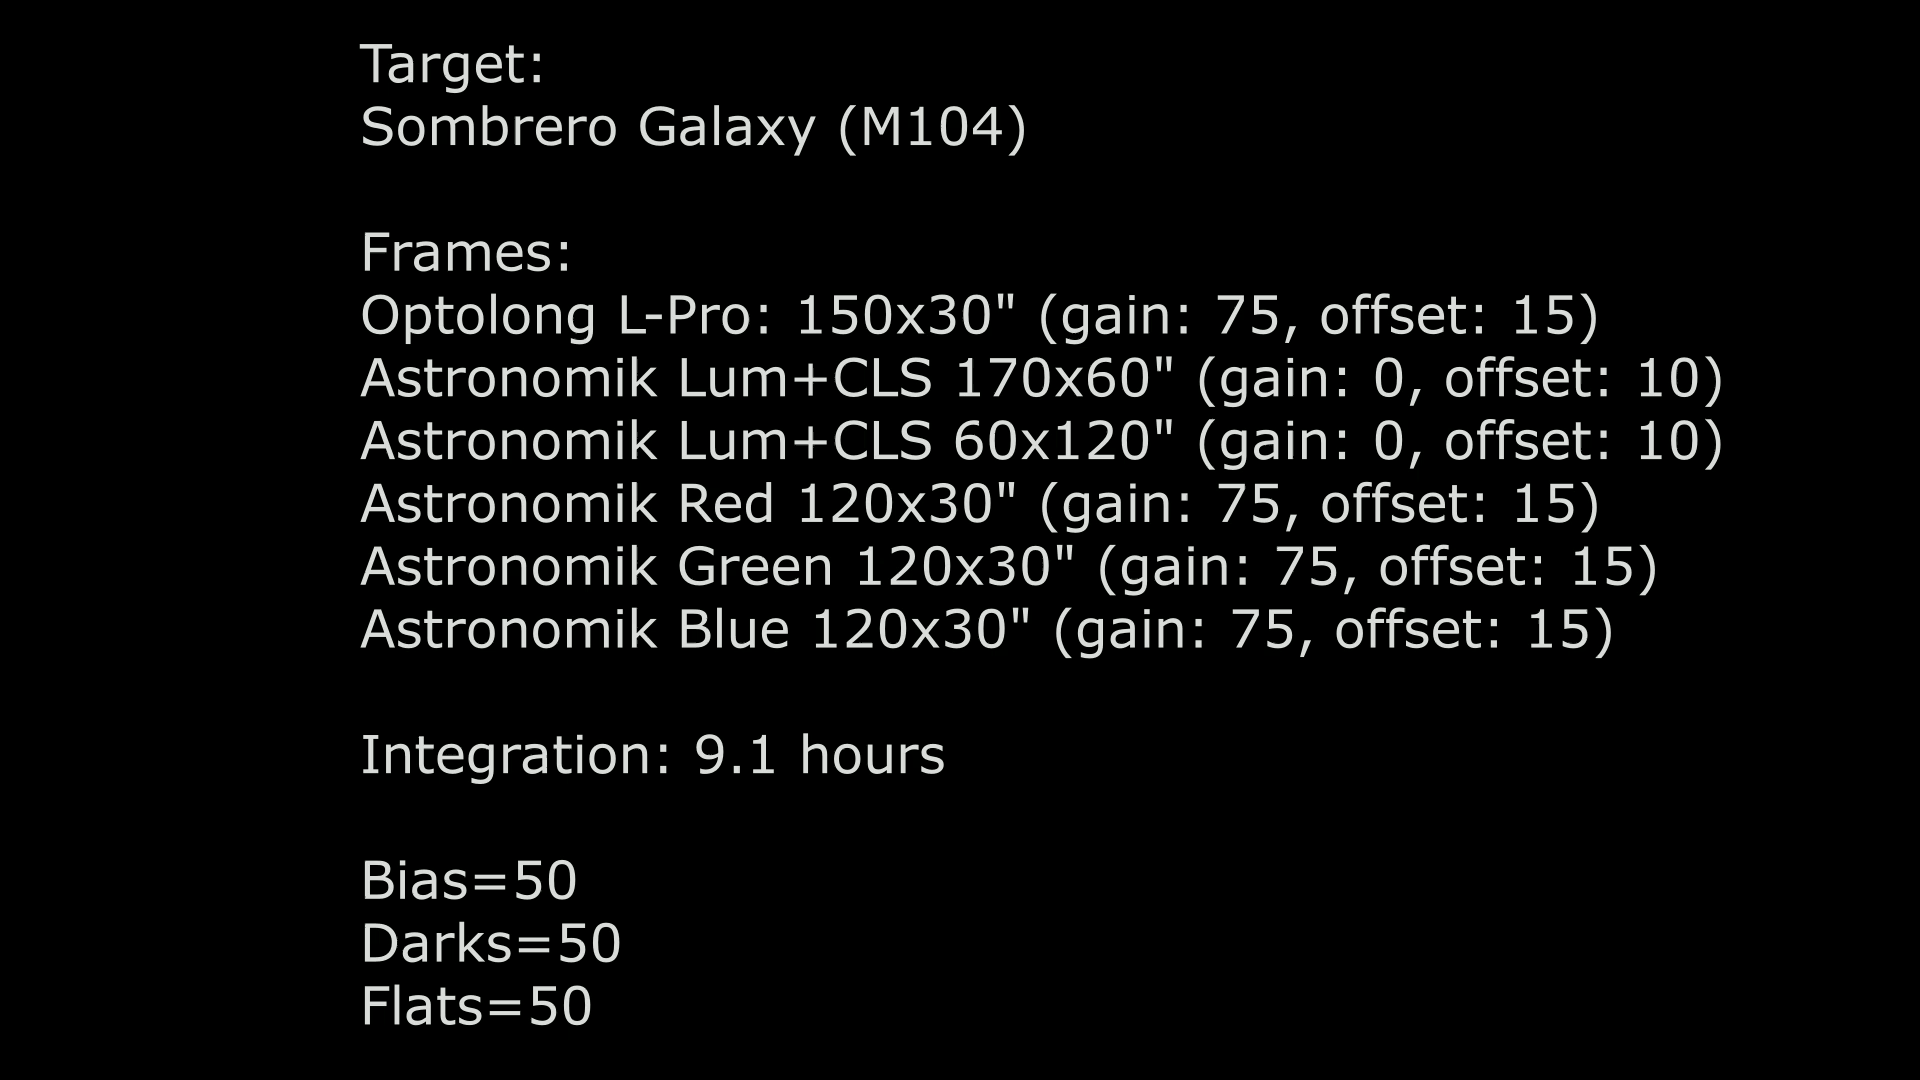 Target:
Sombrero Galaxy (M104)
Frames:
Optolong L-Pro: 150x30" (gain: 75, offset: 15)
Astronomik Lum+CLS 170x60" (gain: 0, offset: 10)
Astronomik Lum+CLS 60x120" (gain: 0, offset: 10)
Astronomik Red 120x30" (gain: 75, offset: 15)
Astronomik Green 120x30" (gain: 75, offset: 15)
Astronomik Blue 120x30" (gain: 75, offset: 15)
Integration: 9.1 hours
Bias=50
Darks=50
Flats=50